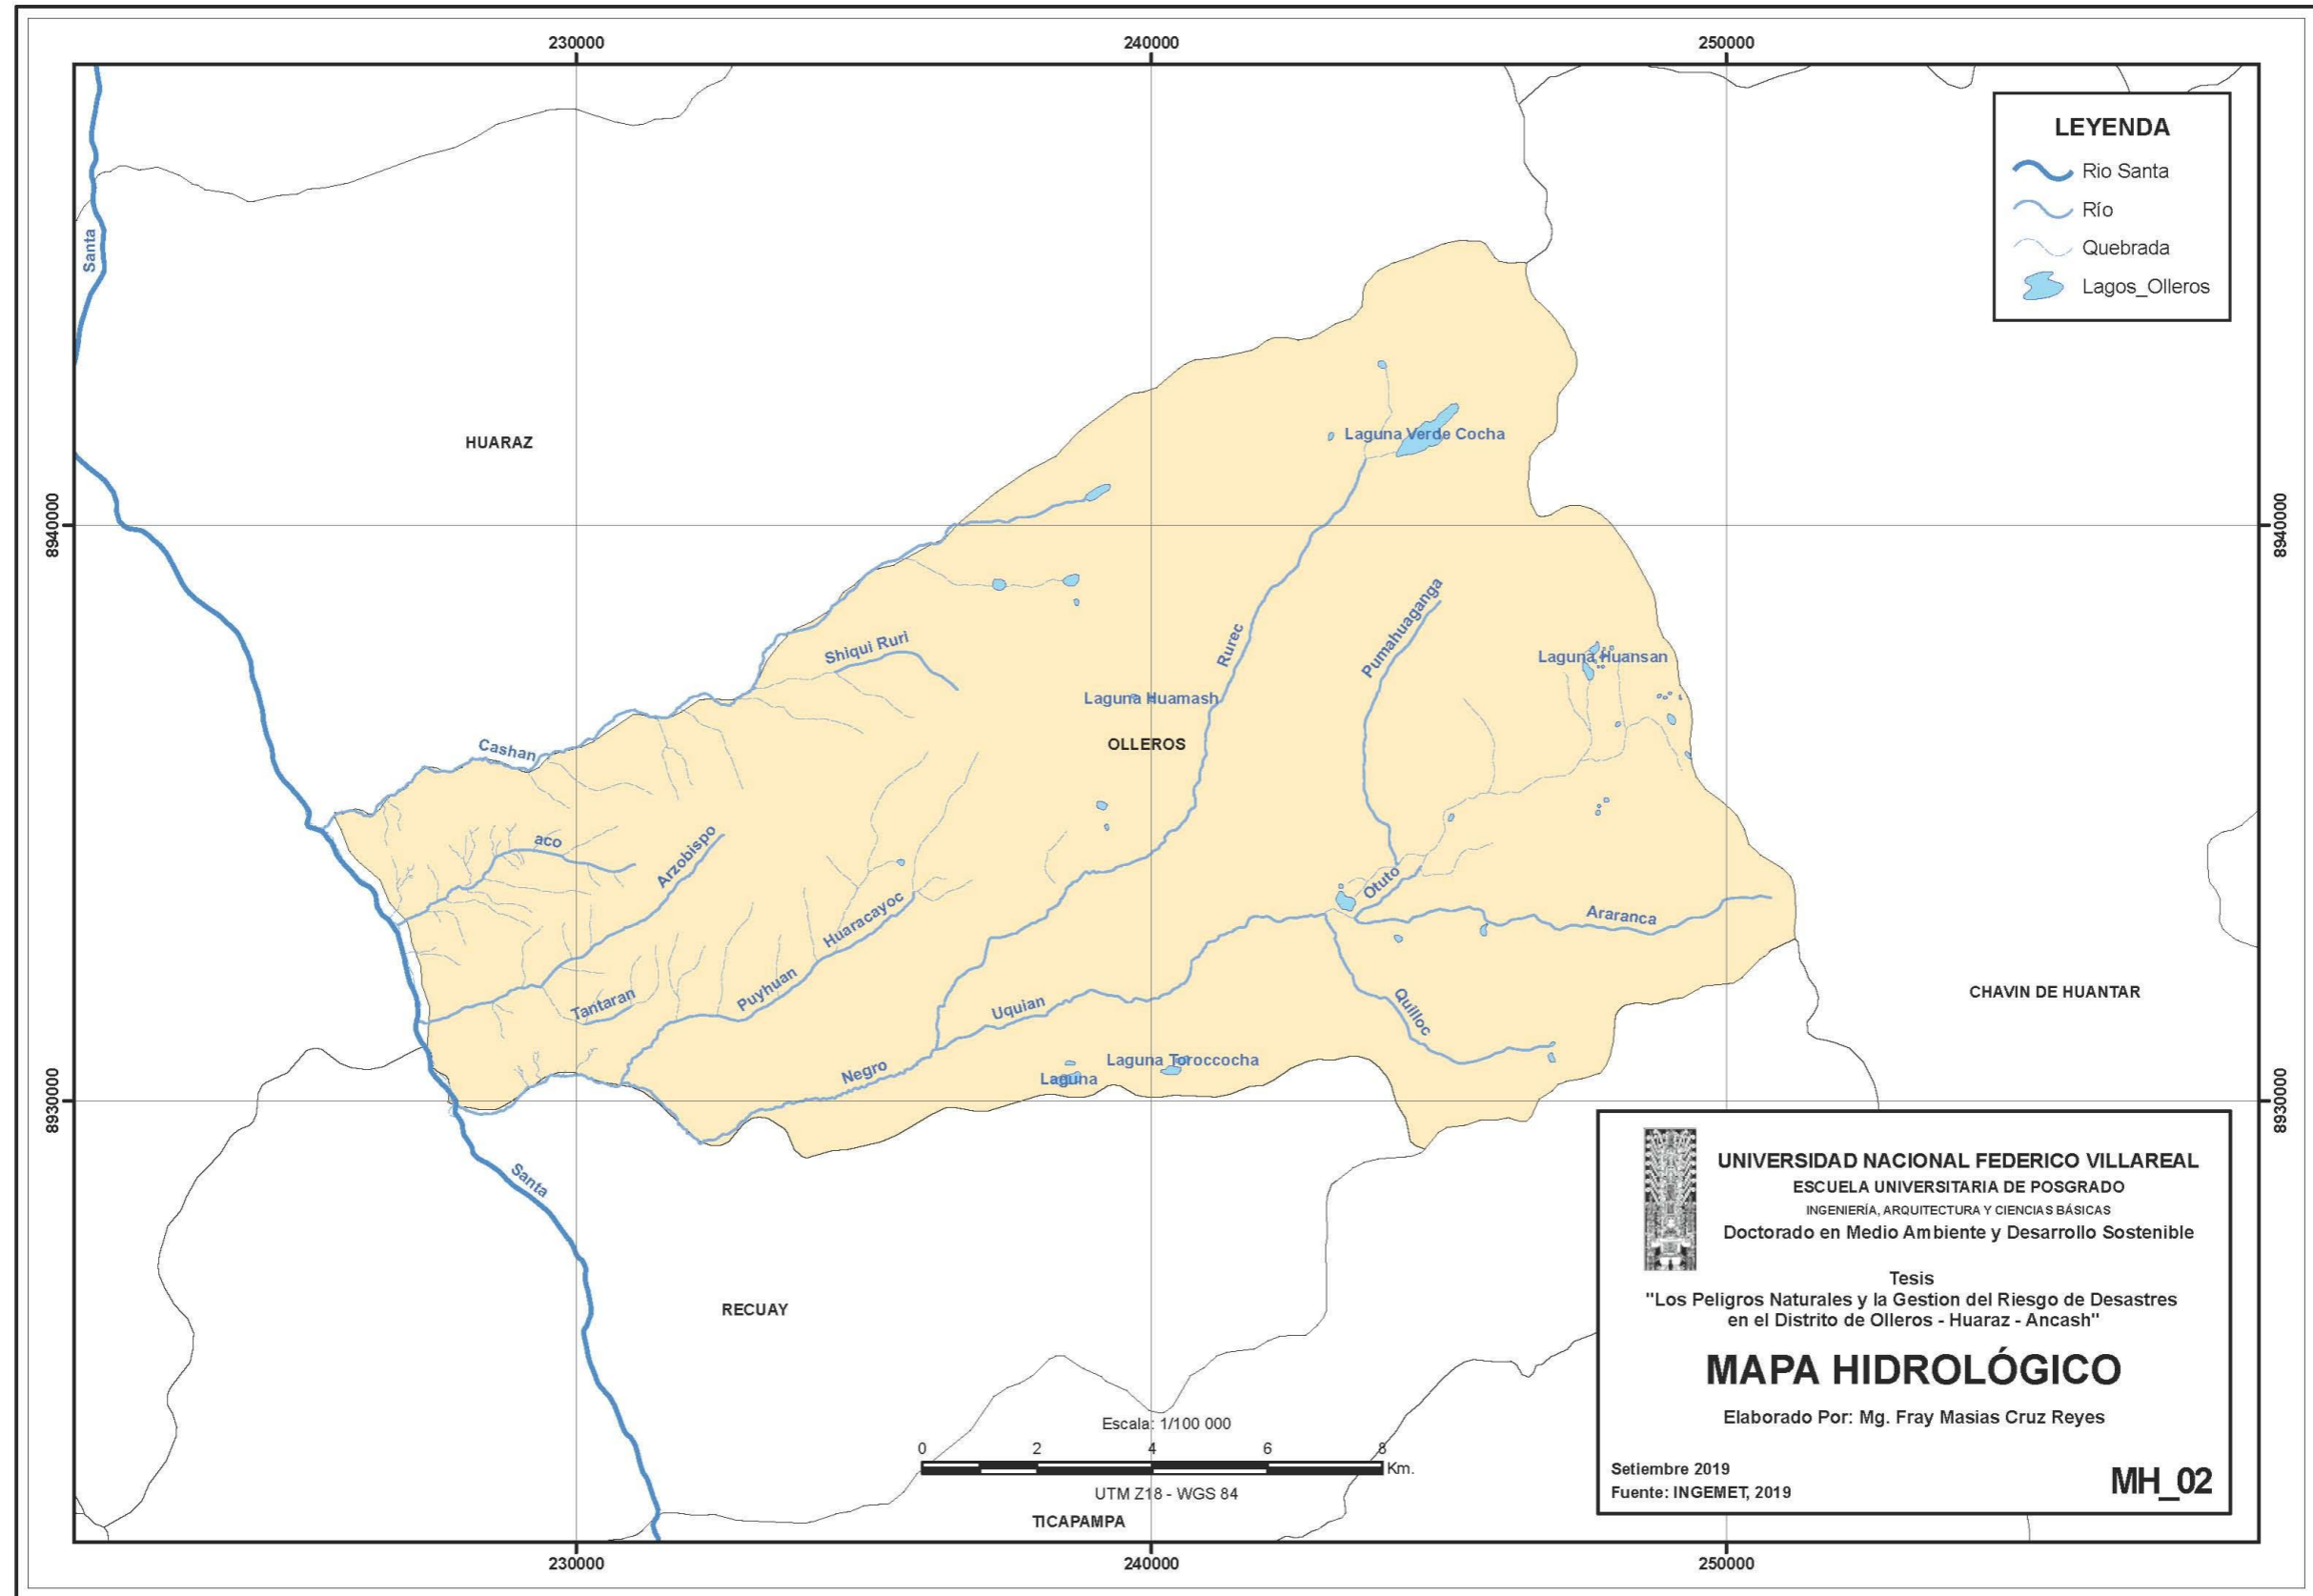 230000
240000
250000
LEYENDA
Rio Santa
Río
Quebrada
Lagos_Olleros
Santa
HUARAZ
Laguna Verde Cocha
8940000
8940000
Shiqui Ruri
Rurec
Pumahuaganga
Laguna Huansan
Laguna Huamash
OLLEROS
Cashan
aco
Arzobispo
Otuto
Huaracayoc
Araranca
Puyhuan
Tantaran
Uquian
Quilloc
CHAVIN DE HUANTAR
Negro
Laguna Toroccocha
Laguna
8930000
8930000
Santa
RECUAY
UNIVERSIDAD NACIONAL FEDERICO VILLAREAL
ESCUELA UNIVERSITARIA DE POSGRADO
INGENIERÍA, ARQUITECTURA Y CIENCIAS BÁSICAS
Doctorado en Medio Ambiente y Desarrollo Sostenible
Tesis
"Los Peligros Naturales y la Gestion del Riesgo de Desastres
en el Distrito de Olleros - Huaraz - Ancash"
MAPA HIDROLÓGICO
Elaborado Por: Mg. Fray Masias Cruz Reyes
Setiembre 2019
Fuente: INGEMET, 2019
MH_02
Escala: 1/100 000
0 2 4 6 8
Km.
UTM Z18 - WGS 84
TICAPAMPA
230000
240000
250000